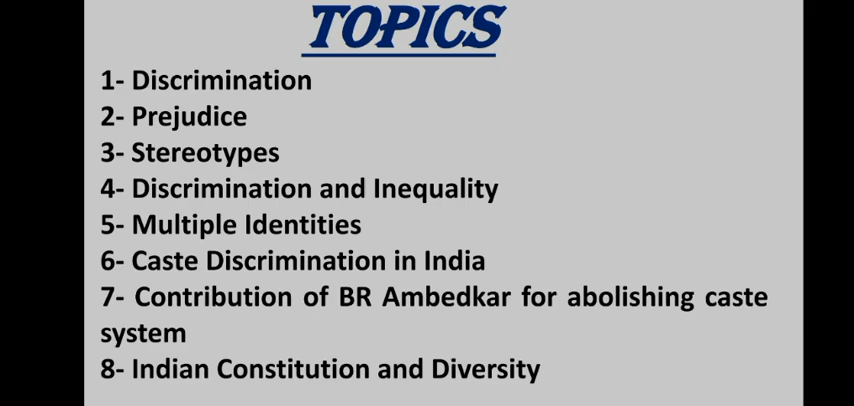 TOPICS
1- Discrimination
2- Prejudice
3- Stereotypes
4- Discrimination and Inequality
5- Multiple Identities
6- Caste Discrimination in India
7- Contribution of BR Ambedkar for abolishing caste
system
8- Indian Constitution and Diversity